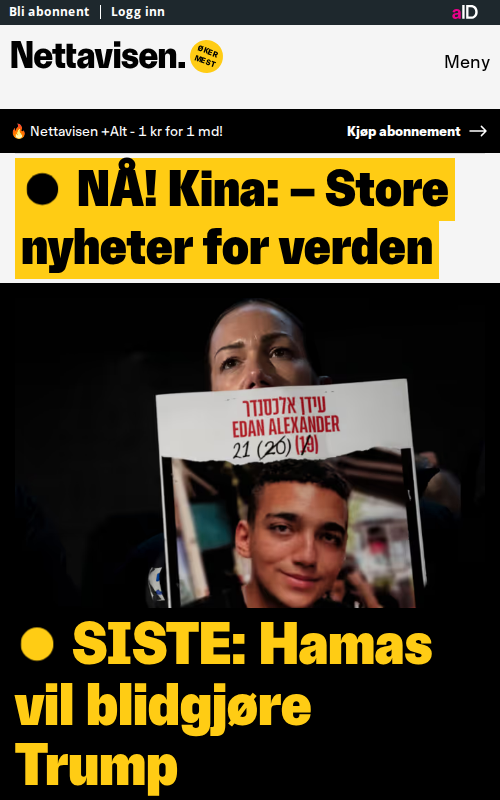 Bli abonnent | Logg inn
aID
Nettavisen.
ØKER
MEST
Meny
🔥 Nettavisen +Alt - 1 kr for 1 md!
Kjøp abonnement →
● NÅ! Kina: – Store
nyheter for verden
עידן אלכסנדר
EDAN ALEXANDER
21 (20) (19)
● SISTE: Hamas
vil blidgjøre
Trump